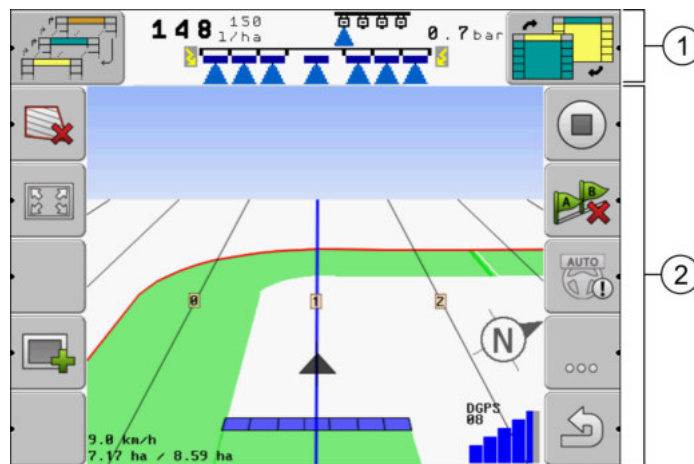 148 150 l/ha 0.7bar
1
A B
AUTO
2
0 1 2
N
DGPS
08
9.0 km/h
7.17 ha / 8.59 ha